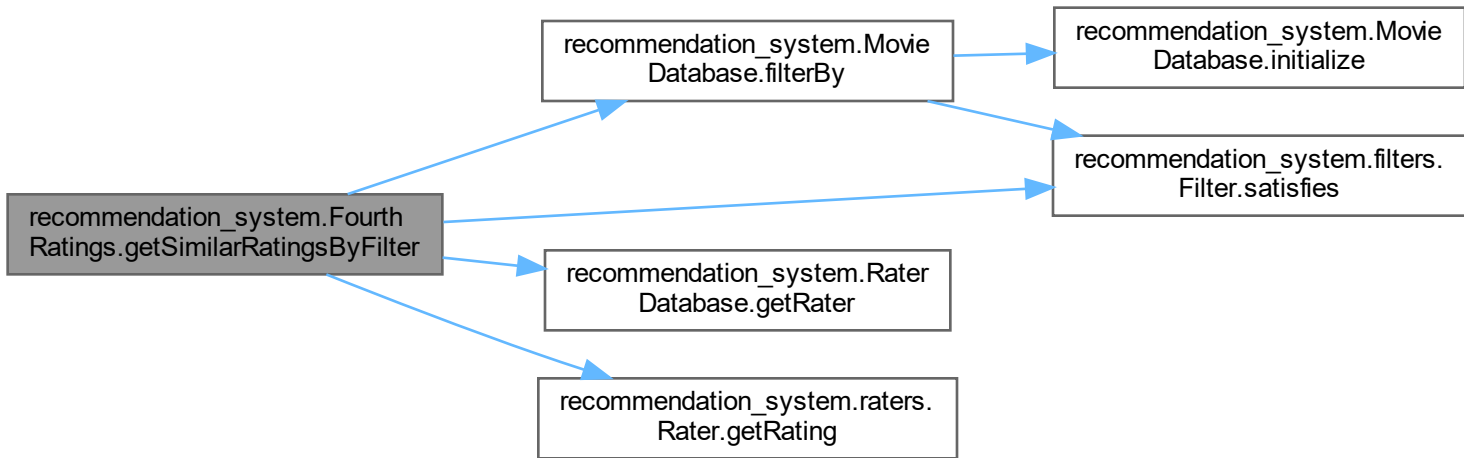 recommendation_system.Movie
Database.filterBy
recommendation_system.Movie
Database.initialize
recommendation_system.filters.
Filter.satisfies
recommendation_system.Fourth
Ratings.getSimilarRatingsByFilter
recommendation_system.Rater
Database.getRater
recommendation_system.raters.
Rater.getRating